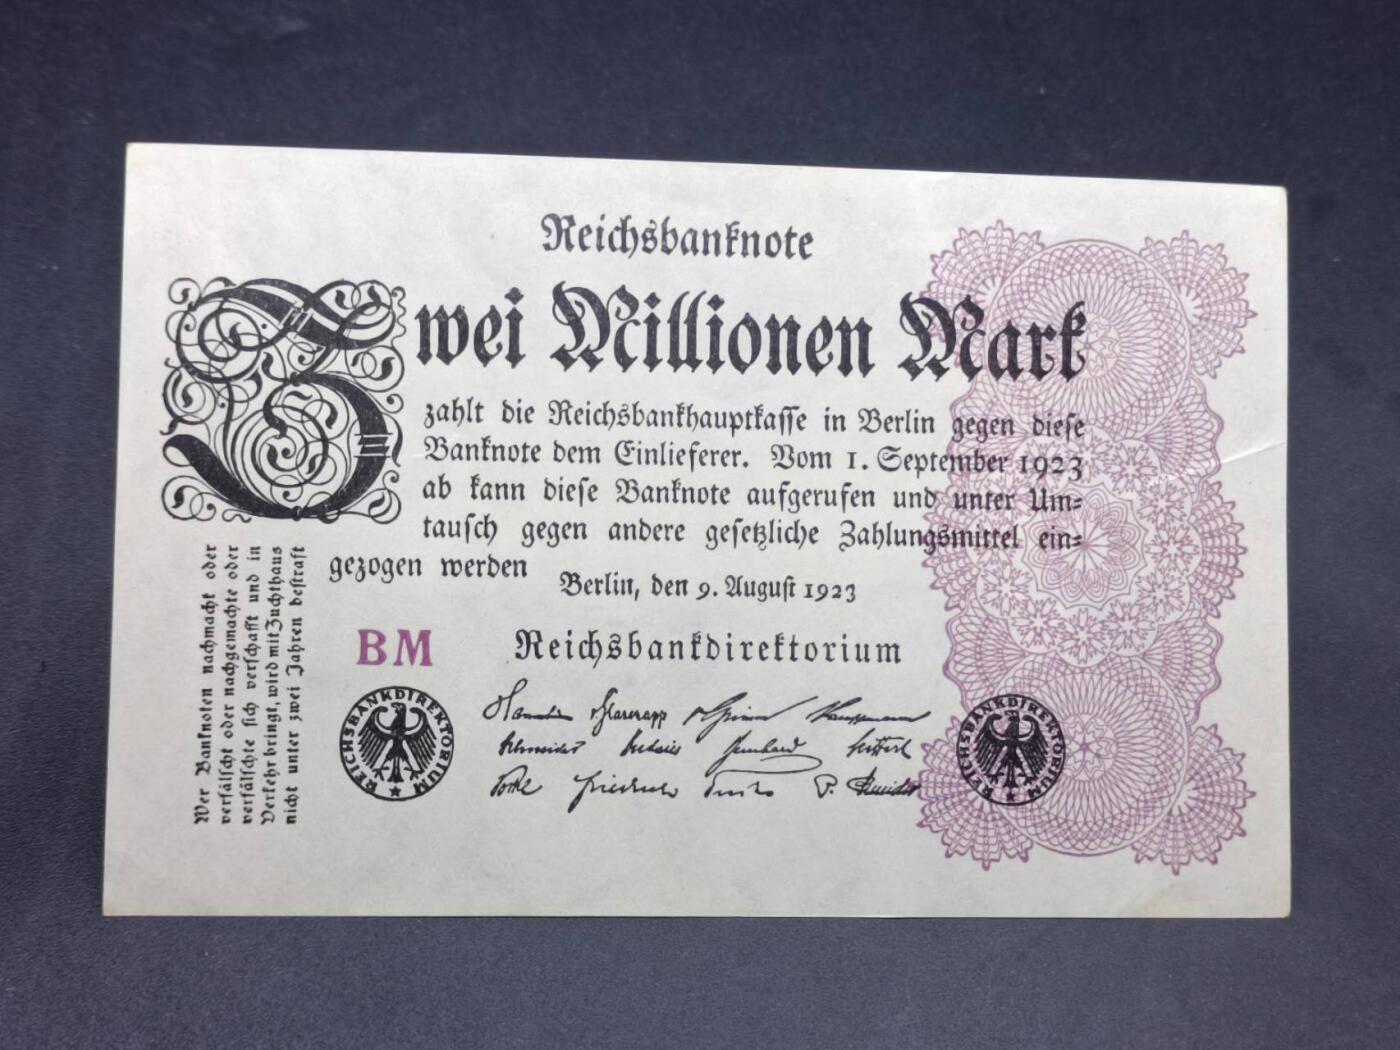 Reichsbanknote
Zwei Millionen Mark
zahlt die Reichsbankhauptkasse in Berlin gegen diese
Banknote dem Einlieferer. Vom 1. September 1923
ab kann diese Banknote aufgerufen und unter Um=
tausch gegen andere gesetzliche Zahlungsmittel ein=
gezogen werden
Berlin, den 9. August 1923
Reichsbankdirektorium
BM
Wer Banknoten nachmacht oder
verfälscht oder nachgemachte oder
verfälschte sich verschafft und in
Verkehr bringt, wird mit Zuchthaus
nicht unter zwei Jahren bestraft
REICHSBANKDIREKTORIUM
REICHSBANKDIREKTORIUM